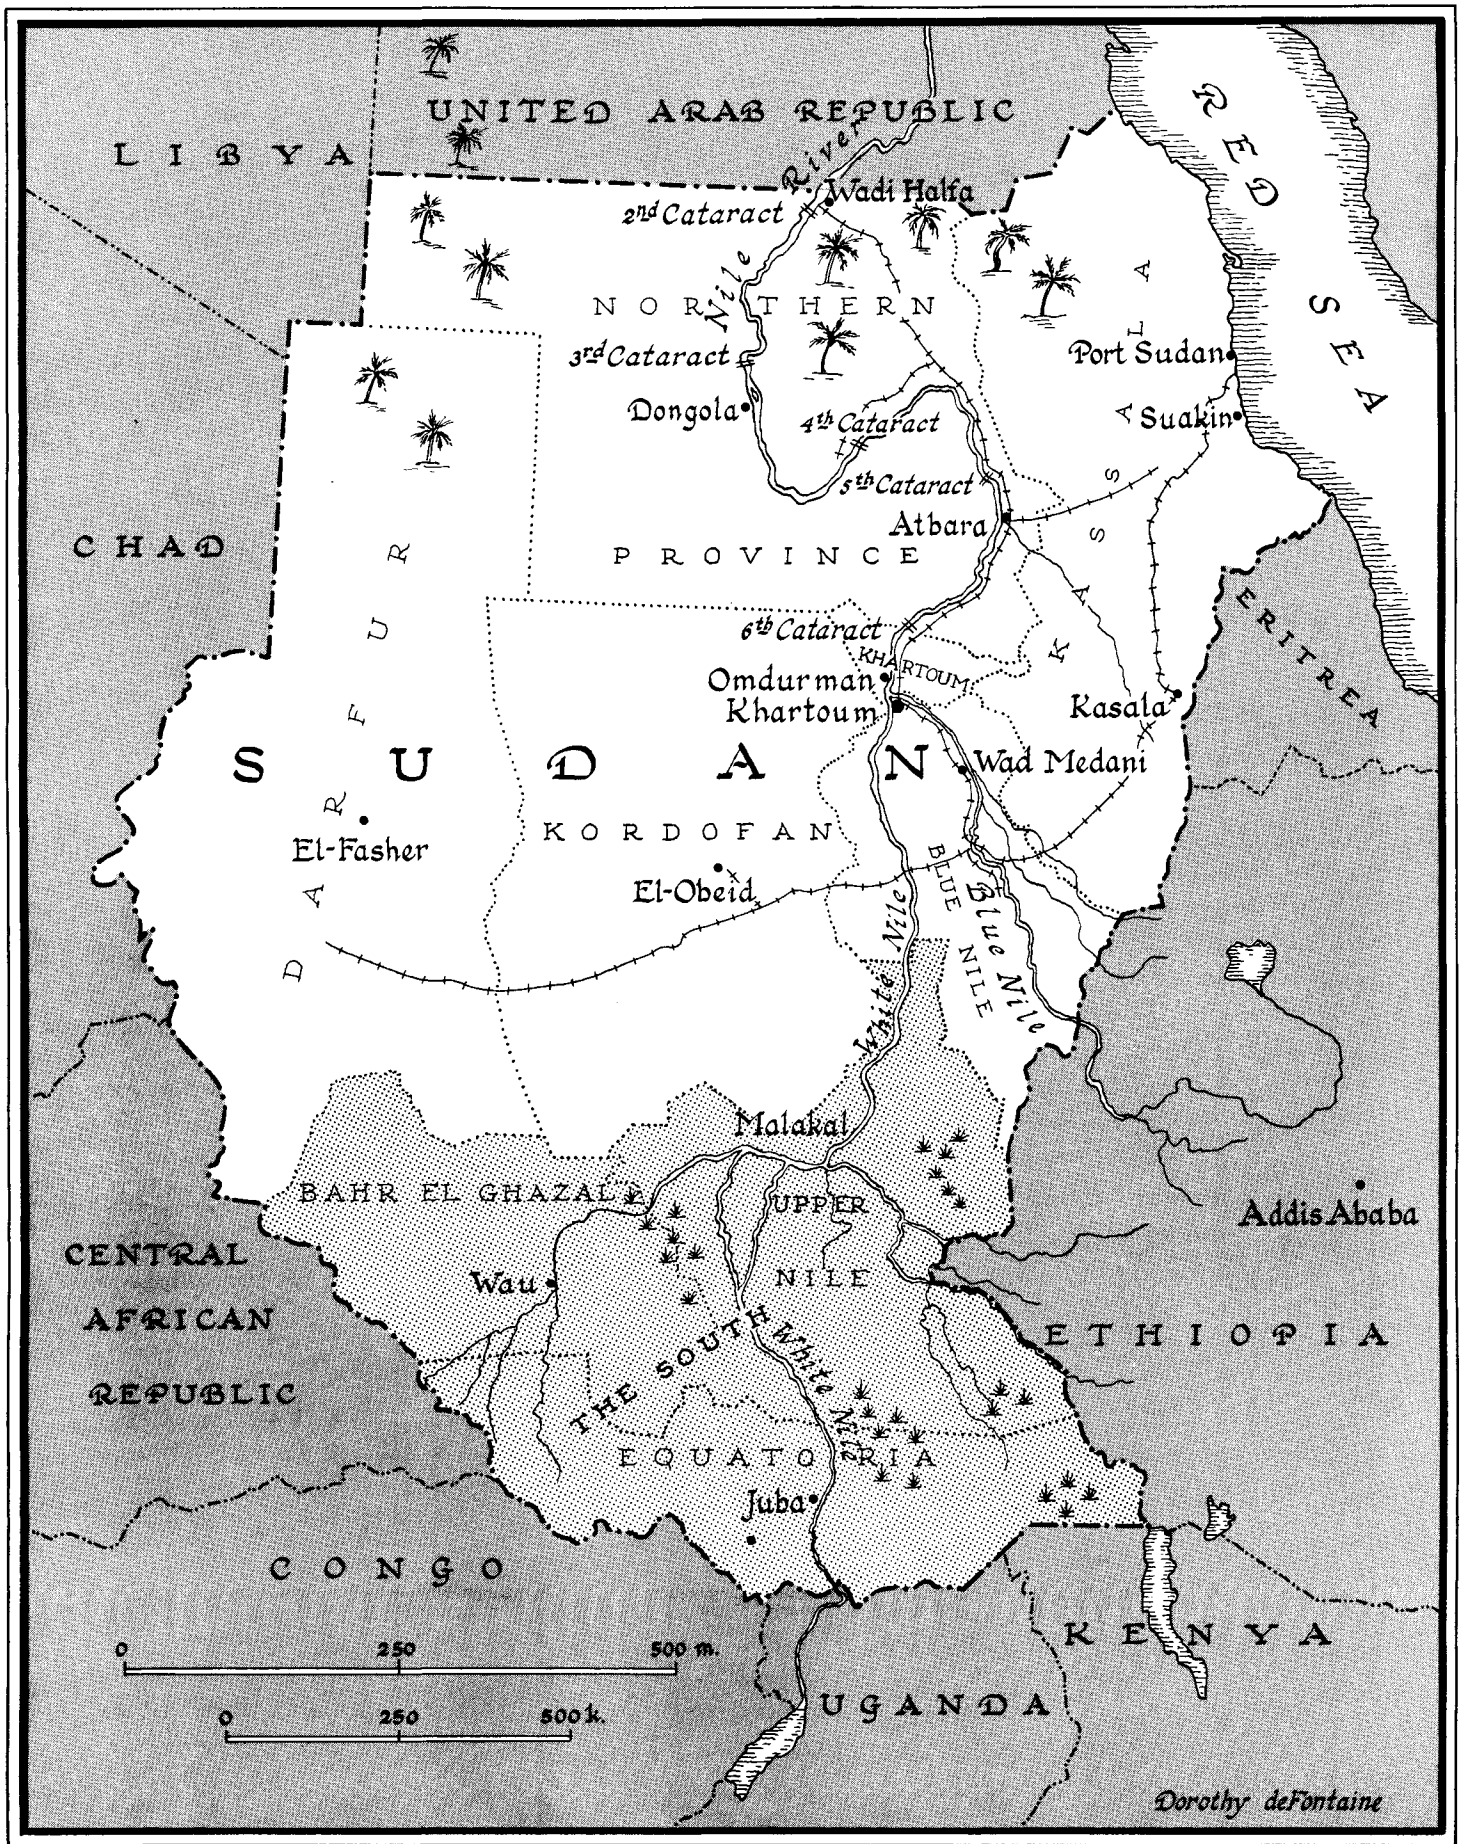 UNITED ARAB REPUBLIC
LIBYA
RED SEA
Nile River
Wadi Halfa
2nd Cataract
NORTHERN
3rd Cataract
Port Sudan
Dongola
4th Cataract
Suakin
5th Cataract
Atbara
CHAD
PROVINCE
KASSALA
ERITREA
6th Cataract
KHARTOUM
Omdurman
Khartoum
Kasala
SUDAN
Wad Medani
DARFUR
KORDOFAN
El-Fasher
El-Obeid
BLUE NILE
Blue Nile
White Nile
Malakal
BAHR EL GHAZAL
UPPER
NILE
Addis Ababa
CENTRAL
AFRICAN
REPUBLIC
Wau
THE SOUTH
White Nile
ETHIOPIA
EQUATORIA
Juba
CONGO
KENYA
UGANDA
0 250 500 m.
0 250 500 k.
Dorothy deFontaine